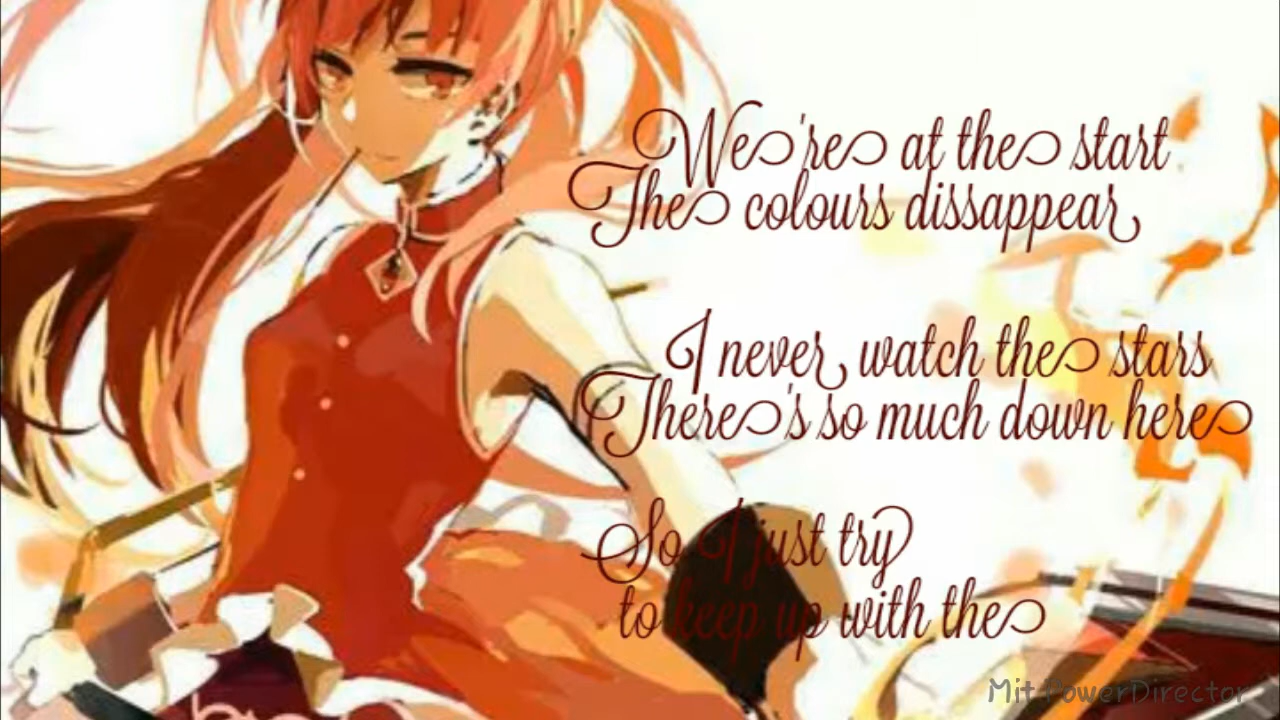 We're at the start
The colours dissappear
I never watch the stars
There's so much down here
So I just try
to keep up with the
Mit PowerDirector